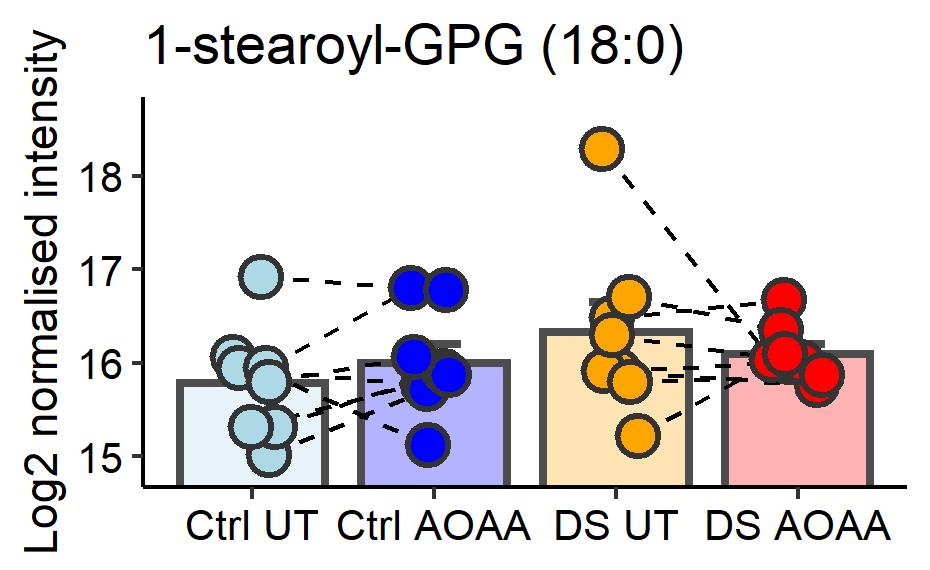 1-stearoyl-GPG (18:0)
Log2 normalised intensity
18
17
16
15
Ctrl UT Ctrl AOAA DS UT DS AOAA